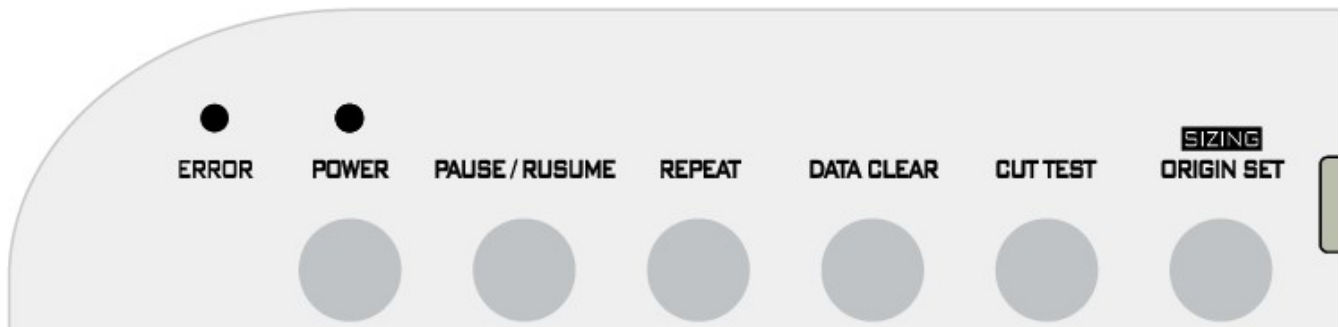 SIZING
ERROR POWER PAUSE / RUSUME REPEAT DATA CLEAR CUT TEST ORIGIN SET